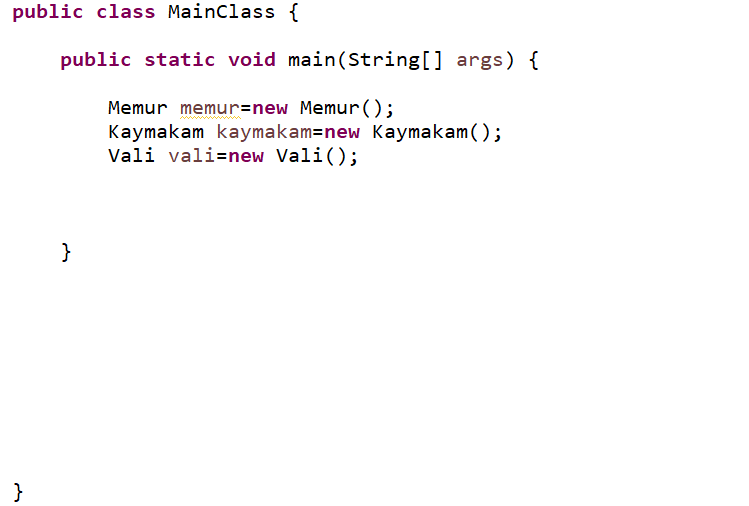 public class MainClass {
public static void main(String[] args) {
Memur memur=new Memur();
Kaymakam kaymakam=new Kaymakam();
Vali vali=new Vali();
}
}